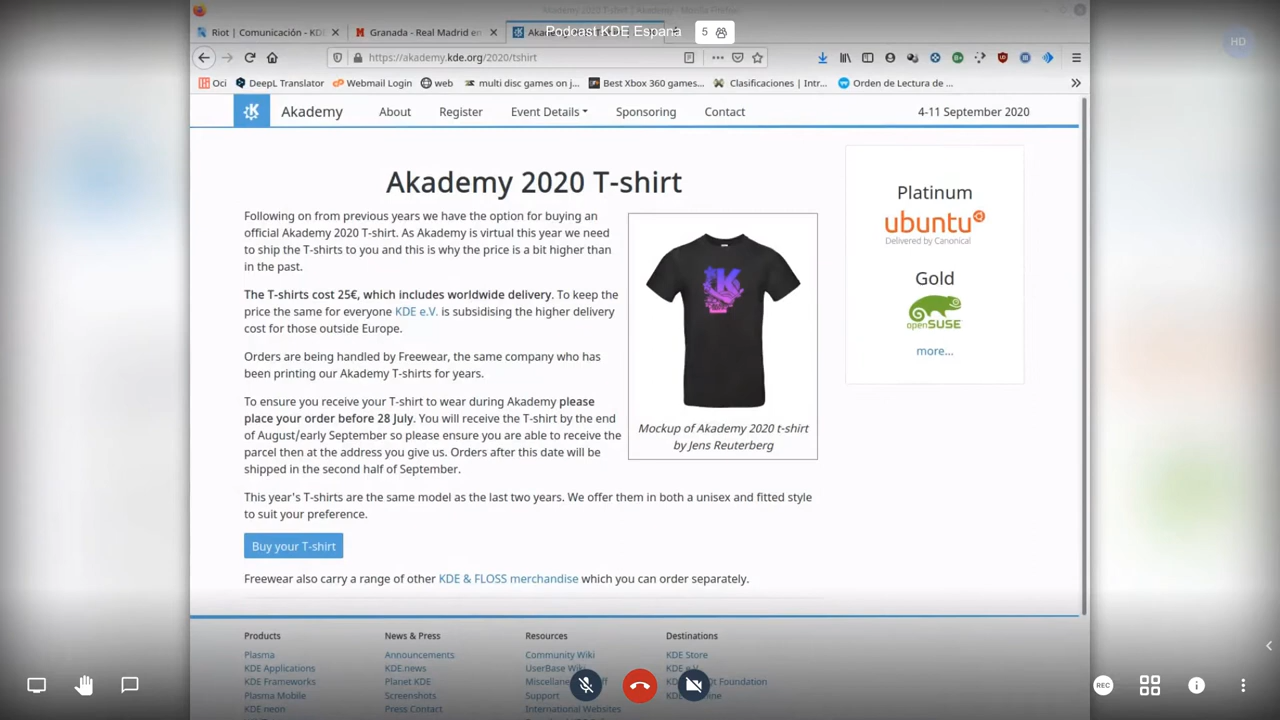 Akademy 2020 T-shirt | Akademy - Mozilla Firefox
Riot | Comunicación - KDE
Granada - Real Madrid en
Podcast KDE España
5
HD
https://akademy.kde.org/2020/tshirt
Oci
DeepL Translator
Webmail Login
web
multi disc games on j...
Best Xbox 360 games...
Clasificaciones | Intr...
Orden de Lectura de ...
Akademy
About
Register
Event Details
Sponsoring
Contact
4-11 September 2020
Akademy 2020 T-shirt
Following on from previous years we have the option for buying an
official Akademy 2020 T-shirt. As Akademy is virtual this year we need
to ship the T-shirts to you and this is why the price is a bit higher than
in the past.
The T-shirts cost 25€, which includes worldwide delivery. To keep the
price the same for everyone KDE e.V. is subsidising the higher delivery
cost for those outside Europe.
Orders are being handled by Freewear, the same company who has
been printing our Akademy T-shirts for years.
To ensure you receive your T-shirt to wear during Akademy please
place your order before 28 July. You will receive the T-shirt by the end
of August/early September so please ensure you are able to receive the
parcel then at the address you give us. Orders after this date will be
shipped in the second half of September.
Mockup of Akademy 2020 t-shirt
by Jens Reuterberg
This year's T-shirts are the same model as the last two years. We offer them in both a unisex and fitted style
to suit your preference.
Buy your T-shirt
Freewear also carry a range of other KDE & FLOSS merchandise which you can order separately.
Platinum
ubuntu
Delivered by Canonical
Gold
openSUSE
more...
Products
Plasma
KDE Applications
KDE Frameworks
Plasma Mobile
KDE neon
News & Press
Announcements
KDE.news
Planet KDE
Screenshots
Press Contact
Resources
Community Wiki
UserBase Wiki
Support
International Websites
Destinations
KDE Store
KDE e.V.
Qt Foundation
REC